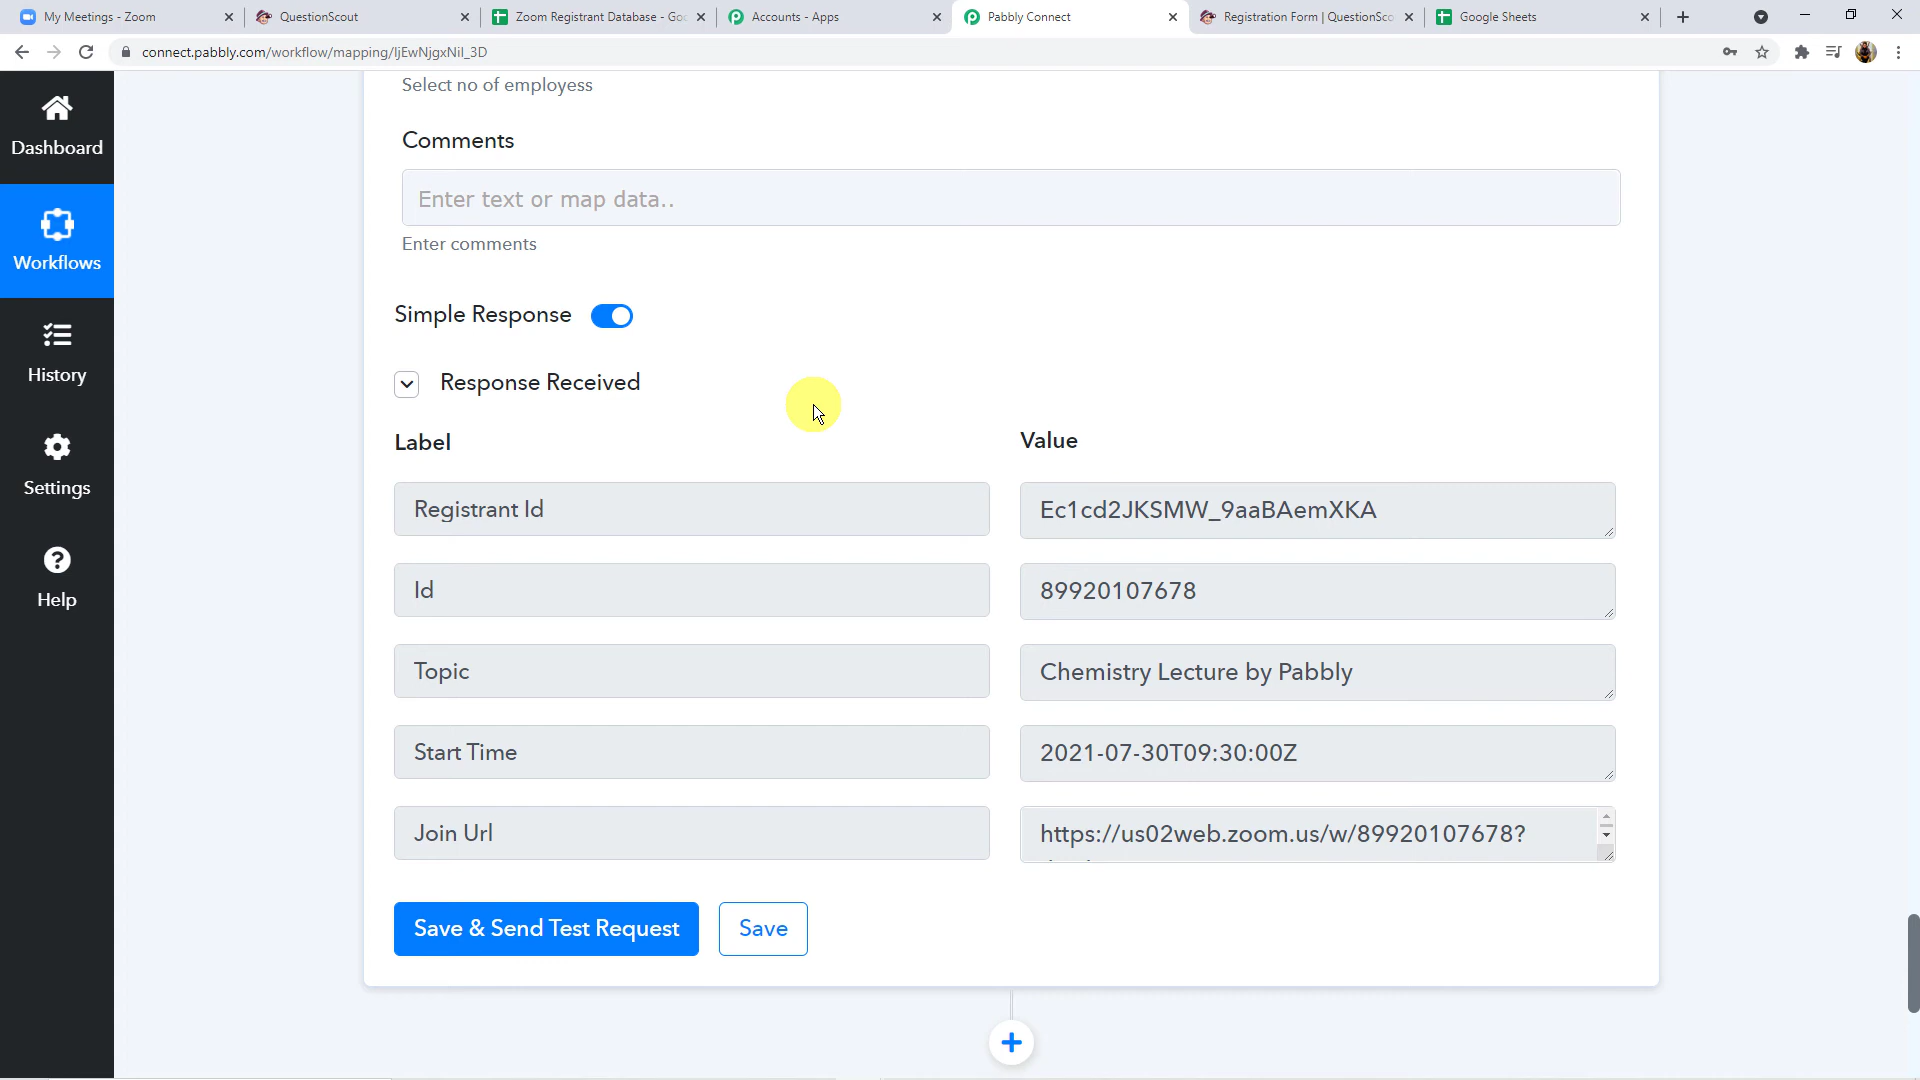 My Meetings - Zoom
QuestionScout
Zoom Registrant Database - Goo
Accounts - Apps
Pabbly Connect
Registration Form | QuestionSco
Google Sheets
connect.pabbly.com/workflow/mapping/IjEwNjgxNiI_3D
Dashboard
Workflows
History
Settings
Help
Select no of employess
Comments
Enter text or map data..
Enter comments
Simple Response
Response Received
Label
Value
Registrant Id
Ec1cd2JKSMW_9aaBAemXKA
Id
89920107678
Topic
Chemistry Lecture by Pabbly
Start Time
2021-07-30T09:30:00Z
Join Url
https://us02web.zoom.us/w/89920107678?
Save & Send Test Request
Save